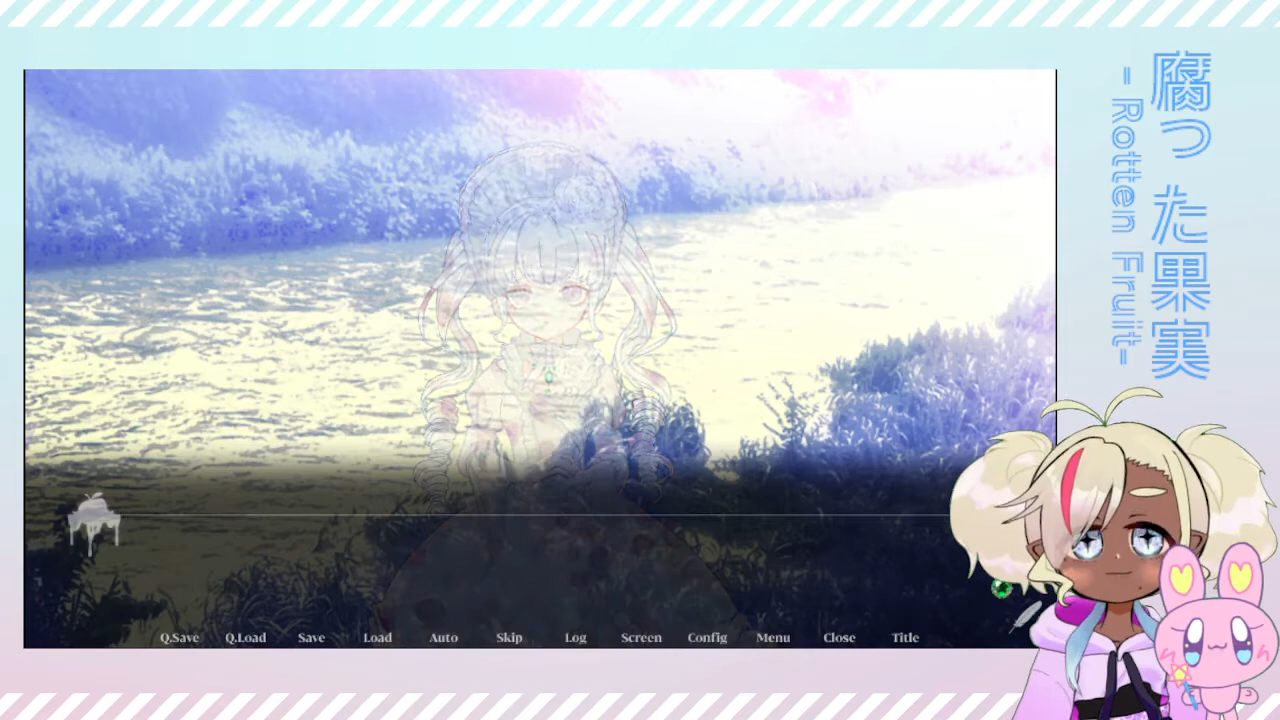 腐った果実
- Rotten Fruit-
Q.Save Q.Load Save Load Auto Skip Log Screen Config Menu Close Title